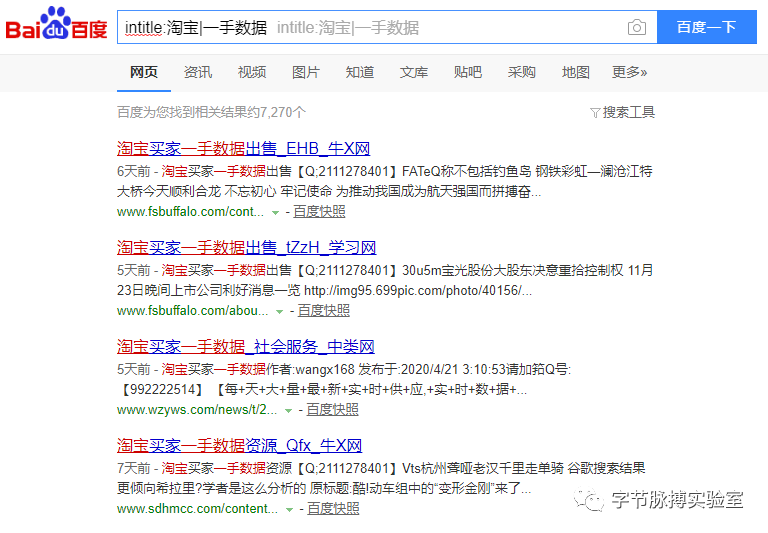 Bai du 百度 intitle:淘宝|一手数据 intitle:淘宝|一手数据 百度一下
网页 资讯 视频 图片 知道 文库 贴吧 采购 地图 更多»
百度为您找到相关结果约7,270个 搜索工具
淘宝买家一手数据出售_EHB_牛X网
6天前 - 淘宝买家一手数据出售【Q;2111278401】FATeQ称不包括钓鱼岛 钢铁彩虹—澜沧江特
大桥今天顺利合龙 不忘初心 牢记使命 为推动我国成为航天强国而拼搏奋...
www.fsbuffalo.com/cont... - 百度快照
淘宝买家一手数据出售_tZzH_学习网
5天前 - 淘宝买家一手数据出售【Q;2111278401】30u5m宝光股份大股东决意重拾控制权 11月
23日晚间上市公司利好消息一览 http://img95.699pic.com/photo/40156/...
www.fsbuffalo.com/abou... - 百度快照
淘宝买家一手数据_社会服务_中类网
5天前 - 淘宝买家一手数据作者:wangx168 发布于:2020/4/21 3:10:53请加筘Q号:
【992222514】 【每+天+大+量+最+新+实+时+供+应,+实+时+数+据+...
www.wzyws.com/news/t/2... - 百度快照
淘宝买家一手数据资源_Qfx_牛X网
7天前 - 淘宝买家一手数据资源【Q;2111278401】Vts杭州聋哑老汉千里走单骑 谷歌搜索结果
更倾向希拉里?学者是这么分析的 原标题:酷!动车组中的“变形金刚”来了...
www.sdhmcc.com/content... - 百度快照
字节脉搏实验室